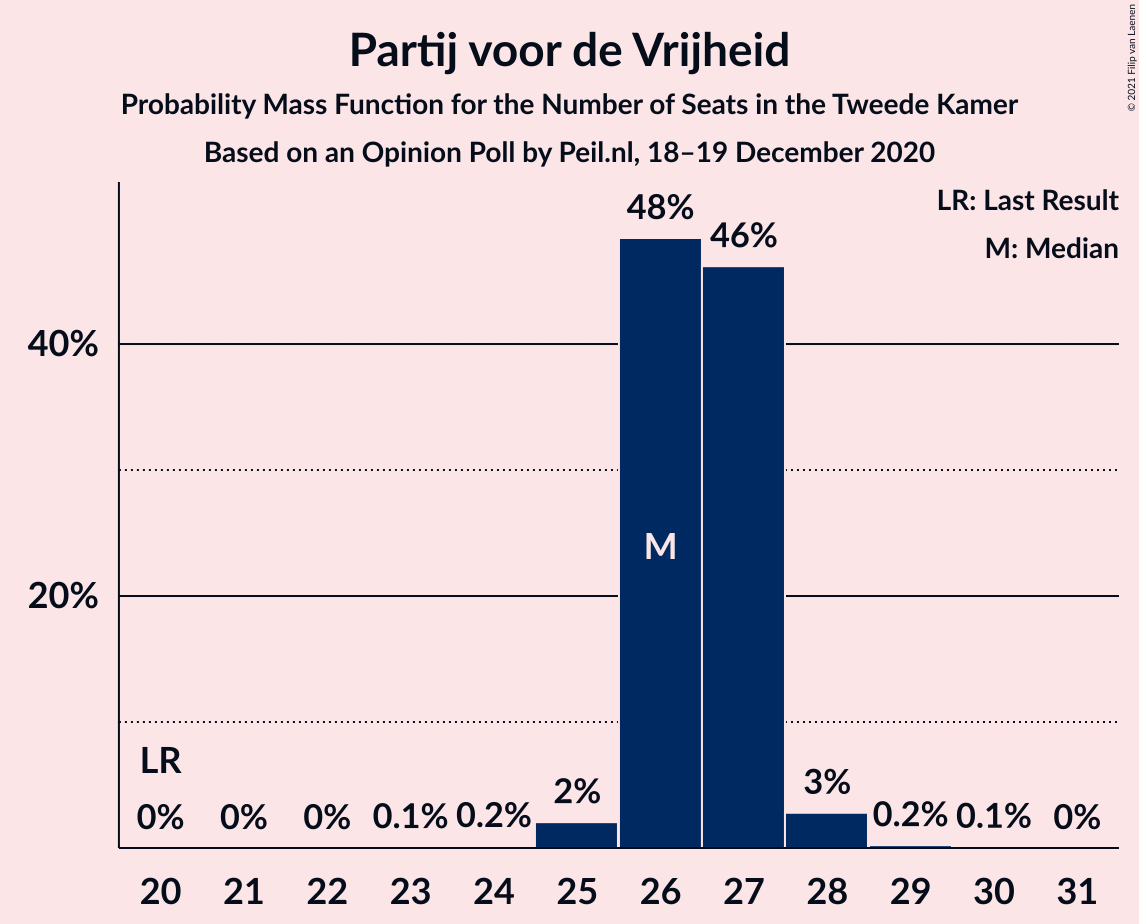 Partij voor de Vrijheid
Probability Mass Function for the Number of Seats in the Tweede Kamer
Based on an Opinion Poll by Peil.nl, 18–19 December 2020
© 2021 Filip van Laenen
LR: Last Result
M: Median
48%
46%
40%
M
20%
LR
0% 0% 0% 0.1% 0.2% 2% 3% 0.2% 0.1% 0%
20 21 22 23 24 25 26 27 28 29 30 31